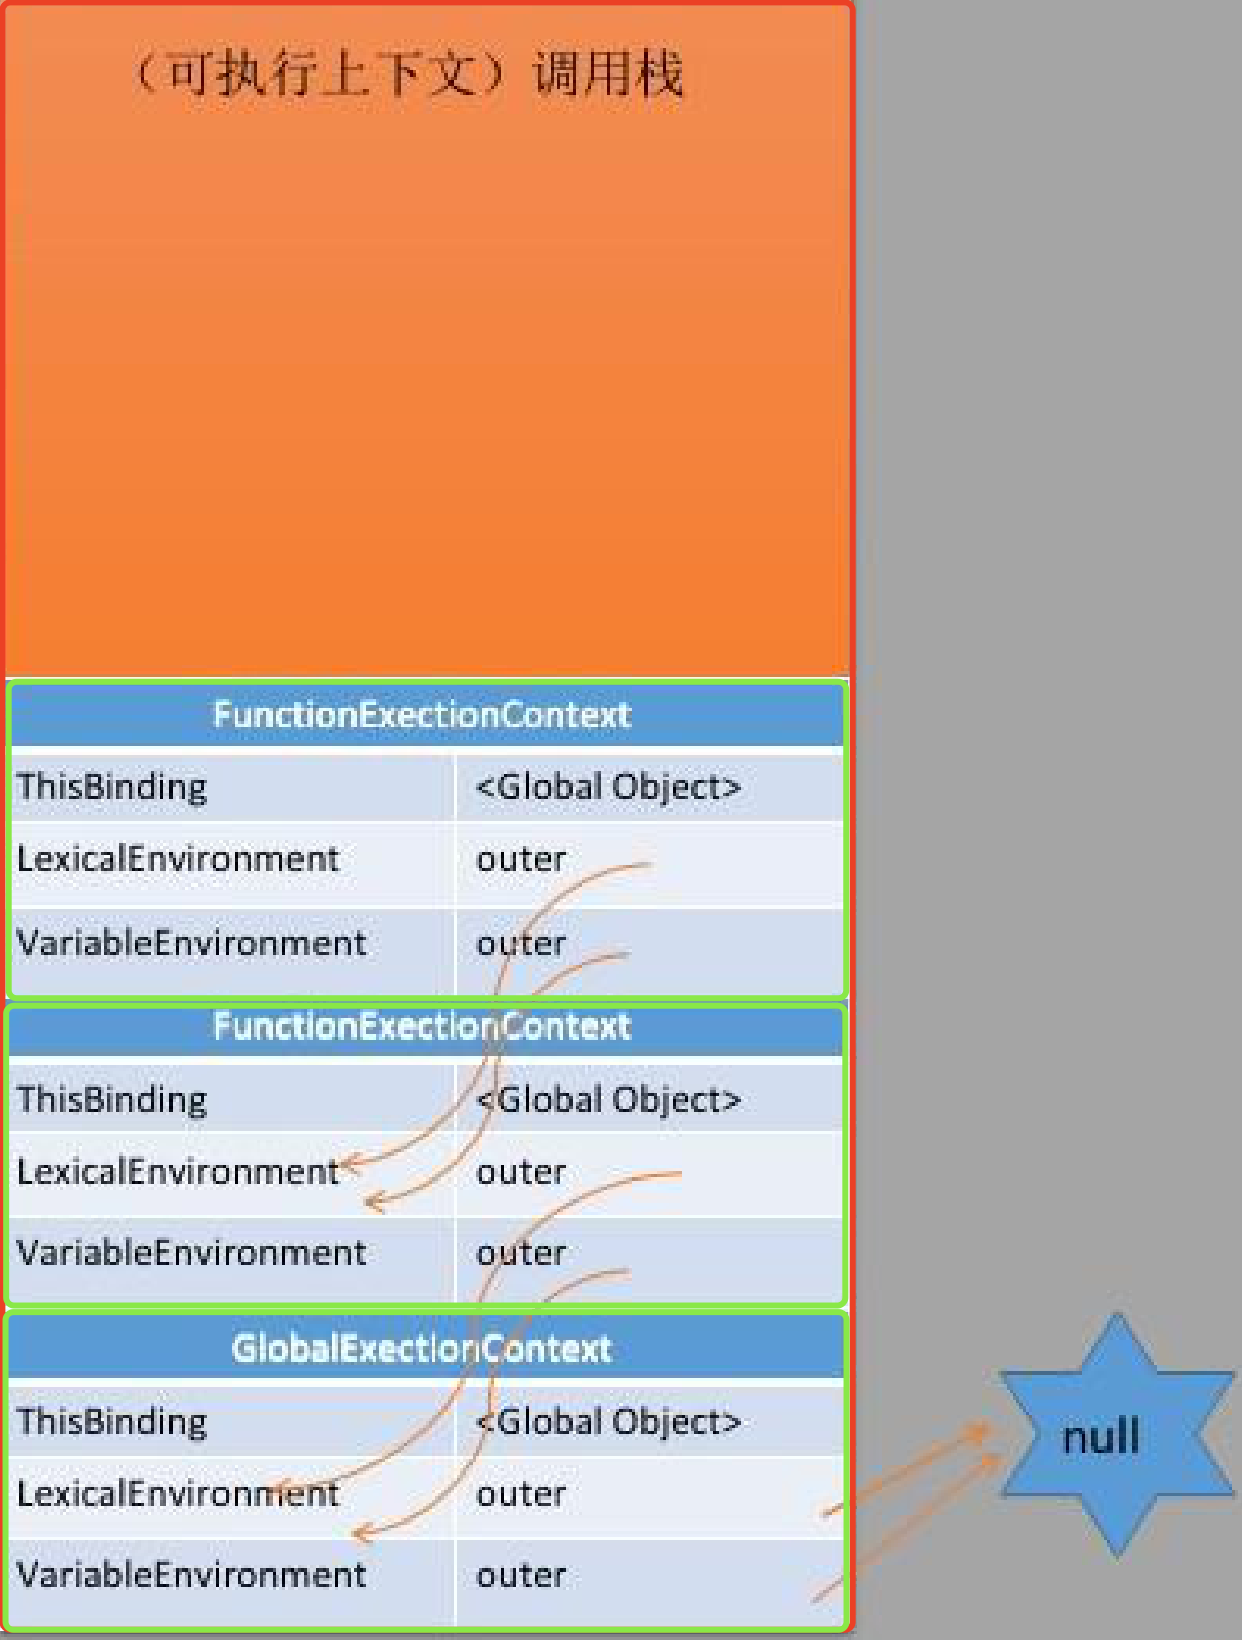 （可执行上下文）调用栈
FunctionExectionContext
ThisBinding <Global Object>
LexicalEnvironment outer
VariableEnvironment outer
FunctionExectionContext
ThisBinding <Global Object>
LexicalEnvironment outer
VariableEnvironment outer
GlobalExectionContext
ThisBinding <Global Object>
LexicalEnvironment outer
VariableEnvironment outer
null